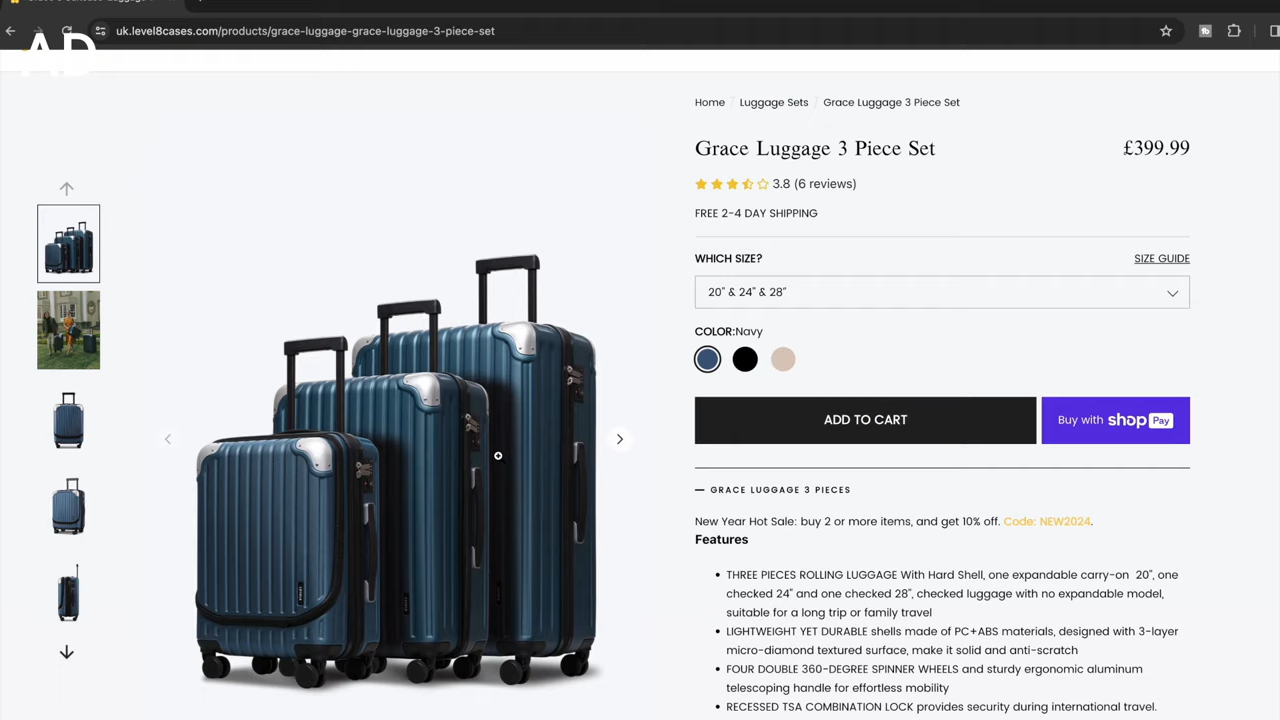 uk.level8cases.com/products/grace-luggage-grace-luggage-3-piece-set
AD
Home / Luggage Sets / Grace Luggage 3 Piece Set
Grace Luggage 3 Piece Set
£399.99
3.8 (6 reviews)
FREE 2-4 DAY SHIPPING
WHICH SIZE?
SIZE GUIDE
20" & 24" & 28"
COLOR:Navy
ADD TO CART
Buy with shop Pay
— GRACE LUGGAGE 3 PIECES
New Year Hot Sale: buy 2 or more items, and get 10% off. Code: NEW2024.
Features
• THREE PIECES ROLLING LUGGAGE With Hard Shell, one expandable carry-on 20", one
checked 24" and one checked 28", checked luggage with no expandable model,
suitable for a long trip or family travel
• LIGHTWEIGHT YET DURABLE shells made of PC+ABS materials, designed with 3-layer
micro-diamond textured surface, make it solid and anti-scratch
• FOUR DOUBLE 360-DEGREE SPINNER WHEELS and sturdy ergonomic aluminum
telescoping handle for effortless mobility
• RECESSED TSA COMBINATION LOCK provides security during international travel.